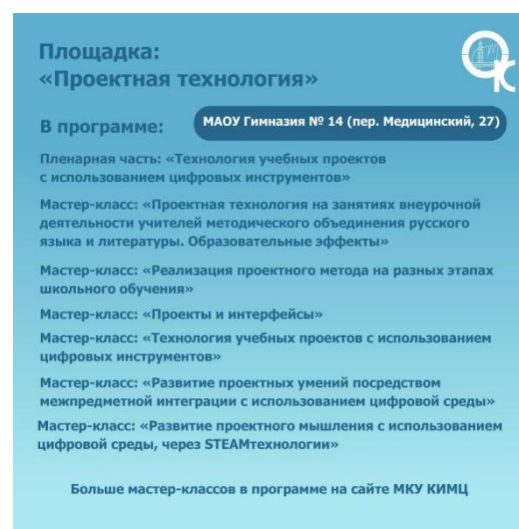 Площадка:
«Проектная технология»
В программе:
МАОУ Гимназия № 14 (пер. Медицинский, 27)
Пленарная часть: «Технология учебных проектов
с использованием цифровых инструментов»
Мастер-класс: «Проектная технология на занятиях внеурочной
деятельности учителей методического объединения русского
языка и литературы. Образовательные эффекты»
Мастер-класс: «Реализация проектного метода на разных этапах
школьного обучения»
Мастер-класс: «Проекты и интерфейсы»
Мастер-класс: «Технология учебных проектов с использованием
цифровых инструментов»
Мастер-класс: «Развитие проектных умений посредством
межпредметной интеграции с использованием цифровой среды»
Мастер-класс: «Развитие проектного мышления с использованием
цифровой среды, через STEAMтехнологии»
Больше мастер-классов в программе на сайте МКУ КИМЦ